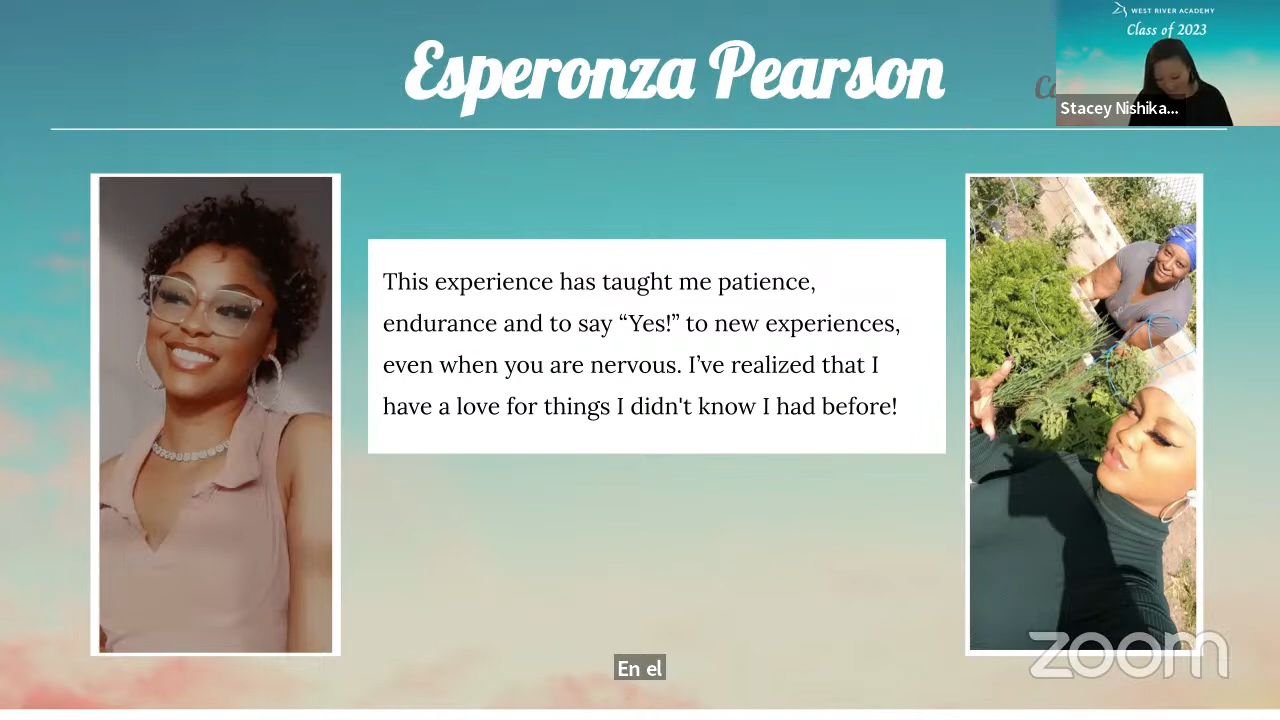 Esperonza Pearson
WEST RIVER ACADEMY
Class of 2023
Stacey Nishika...
This experience has taught me patience,
endurance and to say “Yes!” to new experiences,
even when you are nervous. I’ve realized that I
have a love for things I didn't know I had before!
En el
zoom